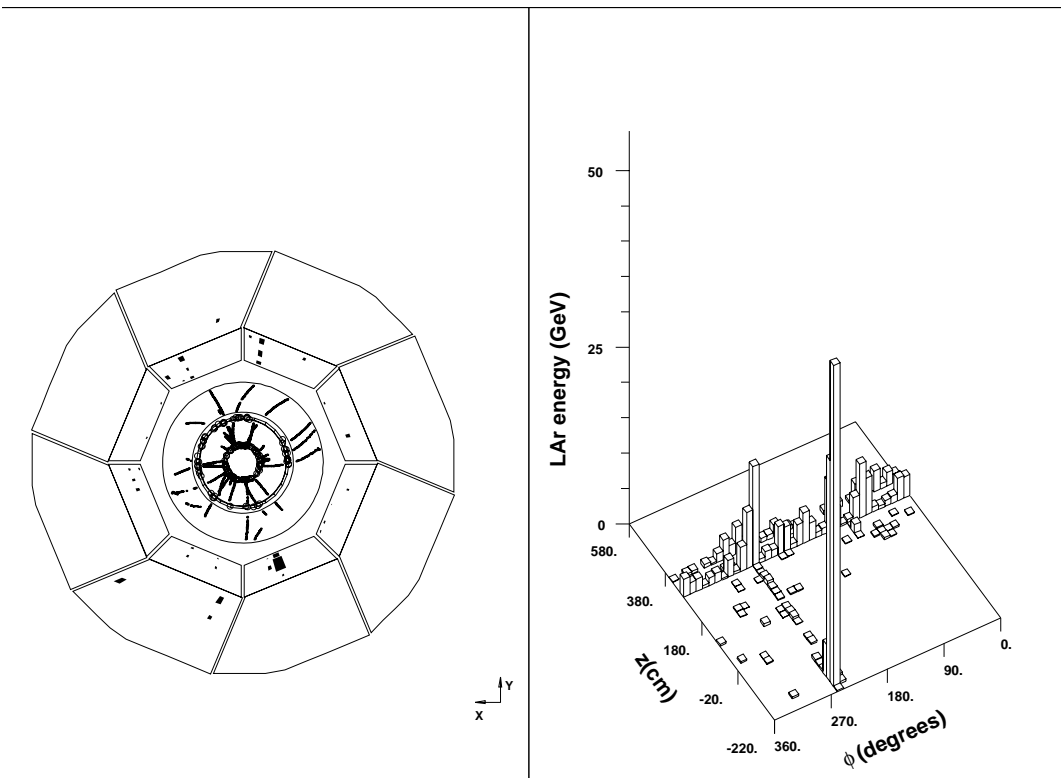 Y
X
50
25
0
LAr energy (GeV)
580.
380.
180.
-20.
-220.
z(cm)
360.
270.
180.
90.
0.
ϕ (degrees)